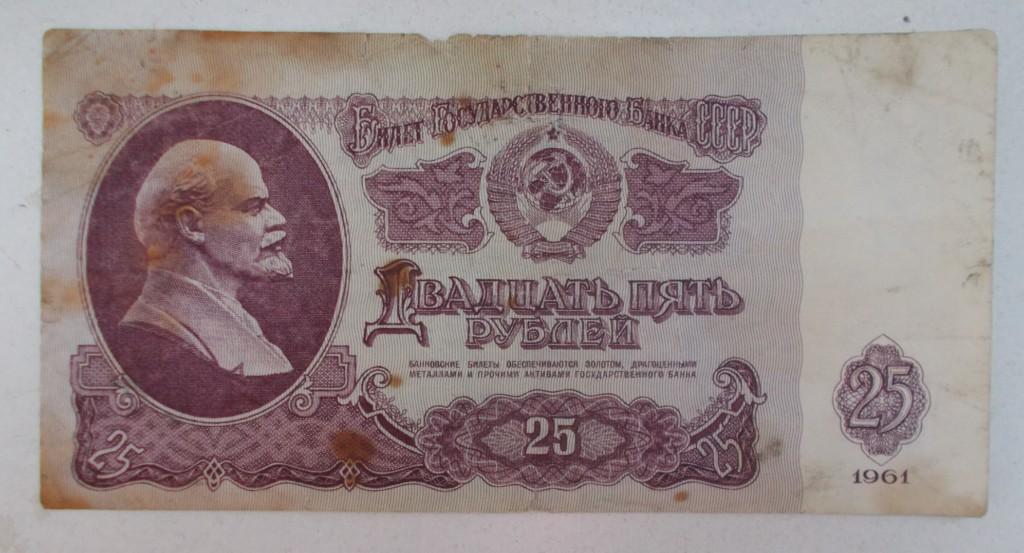 Билет Государственного Банка СССР
Двадцать пять
рублей
БАНКОВСКИЕ БИЛЕТЫ ОБЕСПЕЧИВАЮТСЯ ЗОЛОТОМ, ДРАГОЦЕННЫМИ
МЕТАЛЛАМИ И ПРОЧИМИ АКТИВАМИ ГОСУДАРСТВЕННОГО БАНКА
25
25
25
25
1961